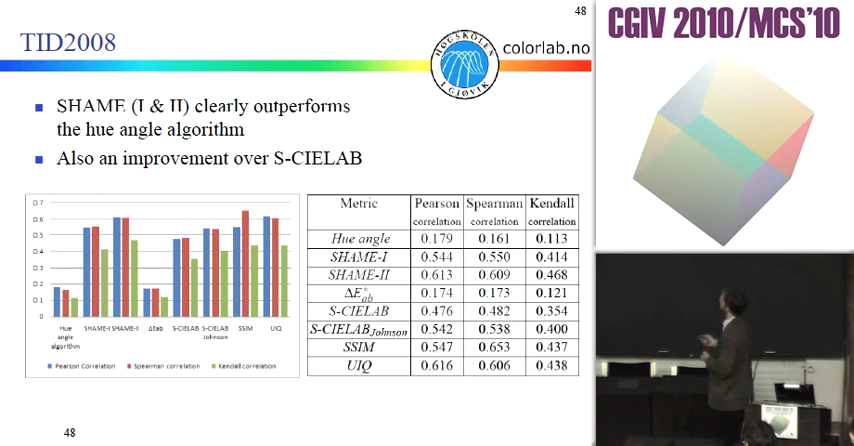 48
TID2008
HØGSKOLEN I GJØVIK
colorlab.no
CGIV 2010/MCS'10
SHAME (I & II) clearly outperforms
the hue angle algorithm
Also an improvement over S-CIELAB
0.7
0.6
0.5
0.4
0.3
0.2
0.1
0
Hue angle algorithm
SHAME-I
SHAME-II
ΔEab
S-CIELAB
S-CIELAB Johnson
SSIM
UIQ
Pearson Correlation
Spearman correlation
Kendall correlation
Metric Pearson correlation Spearman correlation Kendall correlation
Hue angle 0.179 0.161 0.113
SHAME-I 0.544 0.550 0.414
SHAME-II 0.613 0.609 0.468
ΔE*ab 0.174 0.173 0.121
S-CIELAB 0.476 0.482 0.354
S-CIELABJohnson 0.542 0.538 0.400
SSIM 0.547 0.653 0.437
UIQ 0.616 0.606 0.438
48